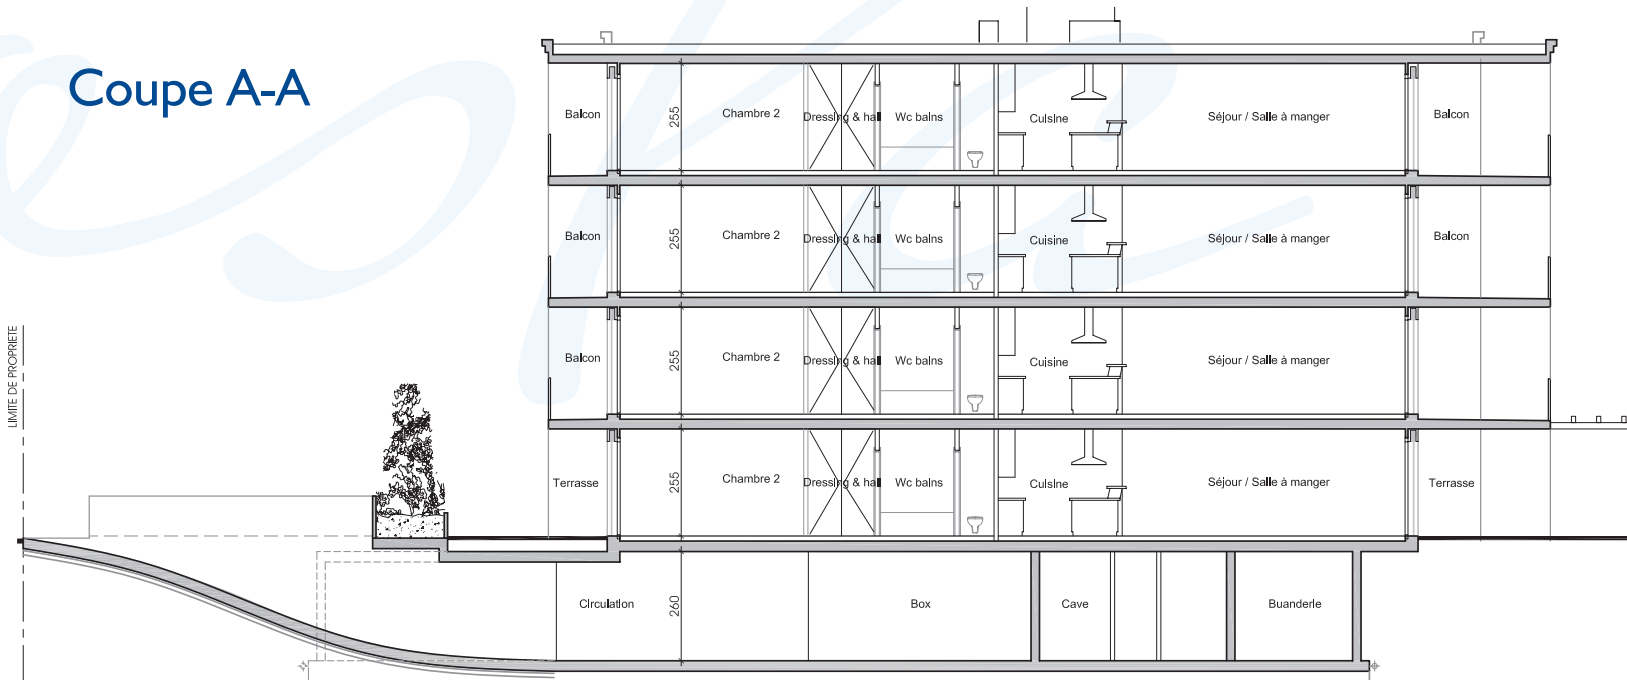 Coupe A-A
Balcon 255 Chambre 2 Dressing & hall Wc bains Cuisine Séjour / Salle à manger Balcon
Balcon 255 Chambre 2 Dressing & hall Wc bains Cuisine Séjour / Salle à manger Balcon
LIMITE DE PROPRIETE
Balcon 255 Chambre 2 Dressing & hall Wc bains Cuisine Séjour / Salle à manger
Terrasse 255 Chambre 2 Dressing & hall Wc bains Cuisine Séjour / Salle à manger Terrasse
Circulation 260 Box Cave Buanderie